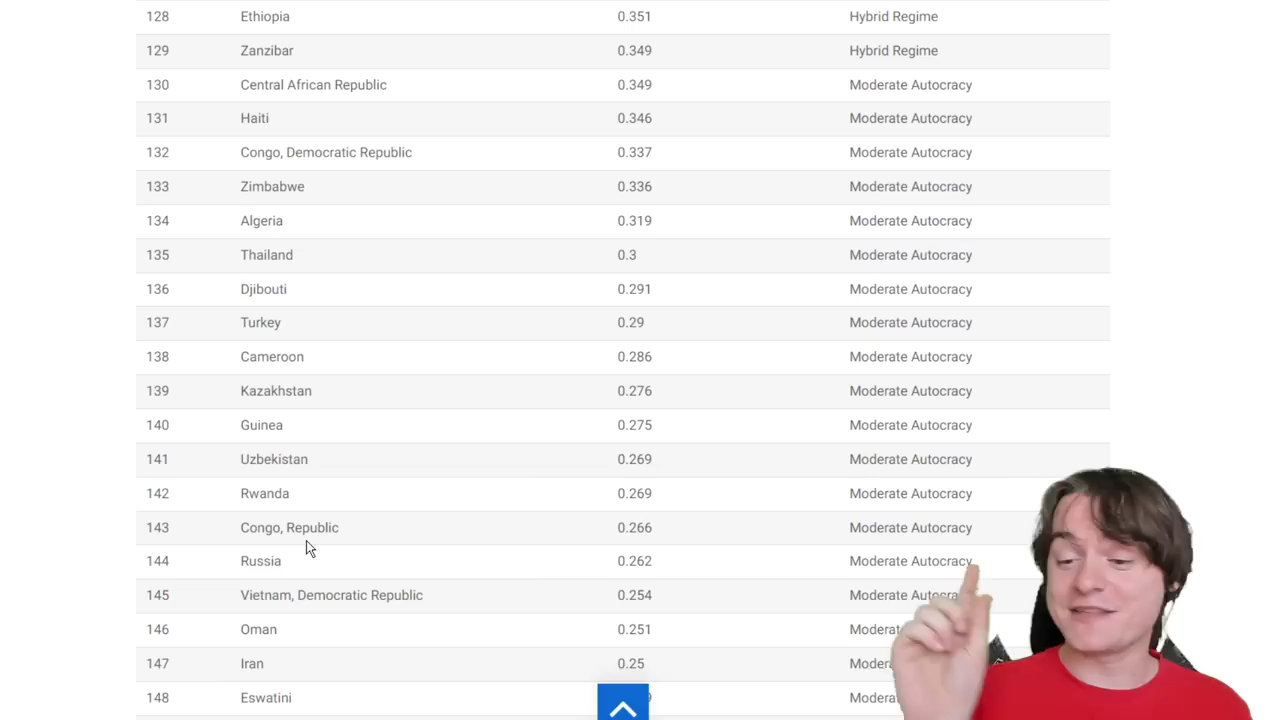 128 Ethiopia 0.351 Hybrid Regime
129 Zanzibar 0.349 Hybrid Regime
130 Central African Republic 0.349 Moderate Autocracy
131 Haiti 0.346 Moderate Autocracy
132 Congo, Democratic Republic 0.337 Moderate Autocracy
133 Zimbabwe 0.336 Moderate Autocracy
134 Algeria 0.319 Moderate Autocracy
135 Thailand 0.3 Moderate Autocracy
136 Djibouti 0.291 Moderate Autocracy
137 Turkey 0.29 Moderate Autocracy
138 Cameroon 0.286 Moderate Autocracy
139 Kazakhstan 0.276 Moderate Autocracy
140 Guinea 0.275 Moderate Autocracy
141 Uzbekistan 0.269 Moderate Autocracy
142 Rwanda 0.269 Moderate Autocracy
143 Congo, Republic 0.266 Moderate Autocracy
144 Russia 0.262 Moderate Autocracy
145 Vietnam, Democratic Republic 0.254 Moderate
146 Oman 0.251
147 Iran 0.25
148 Eswatini